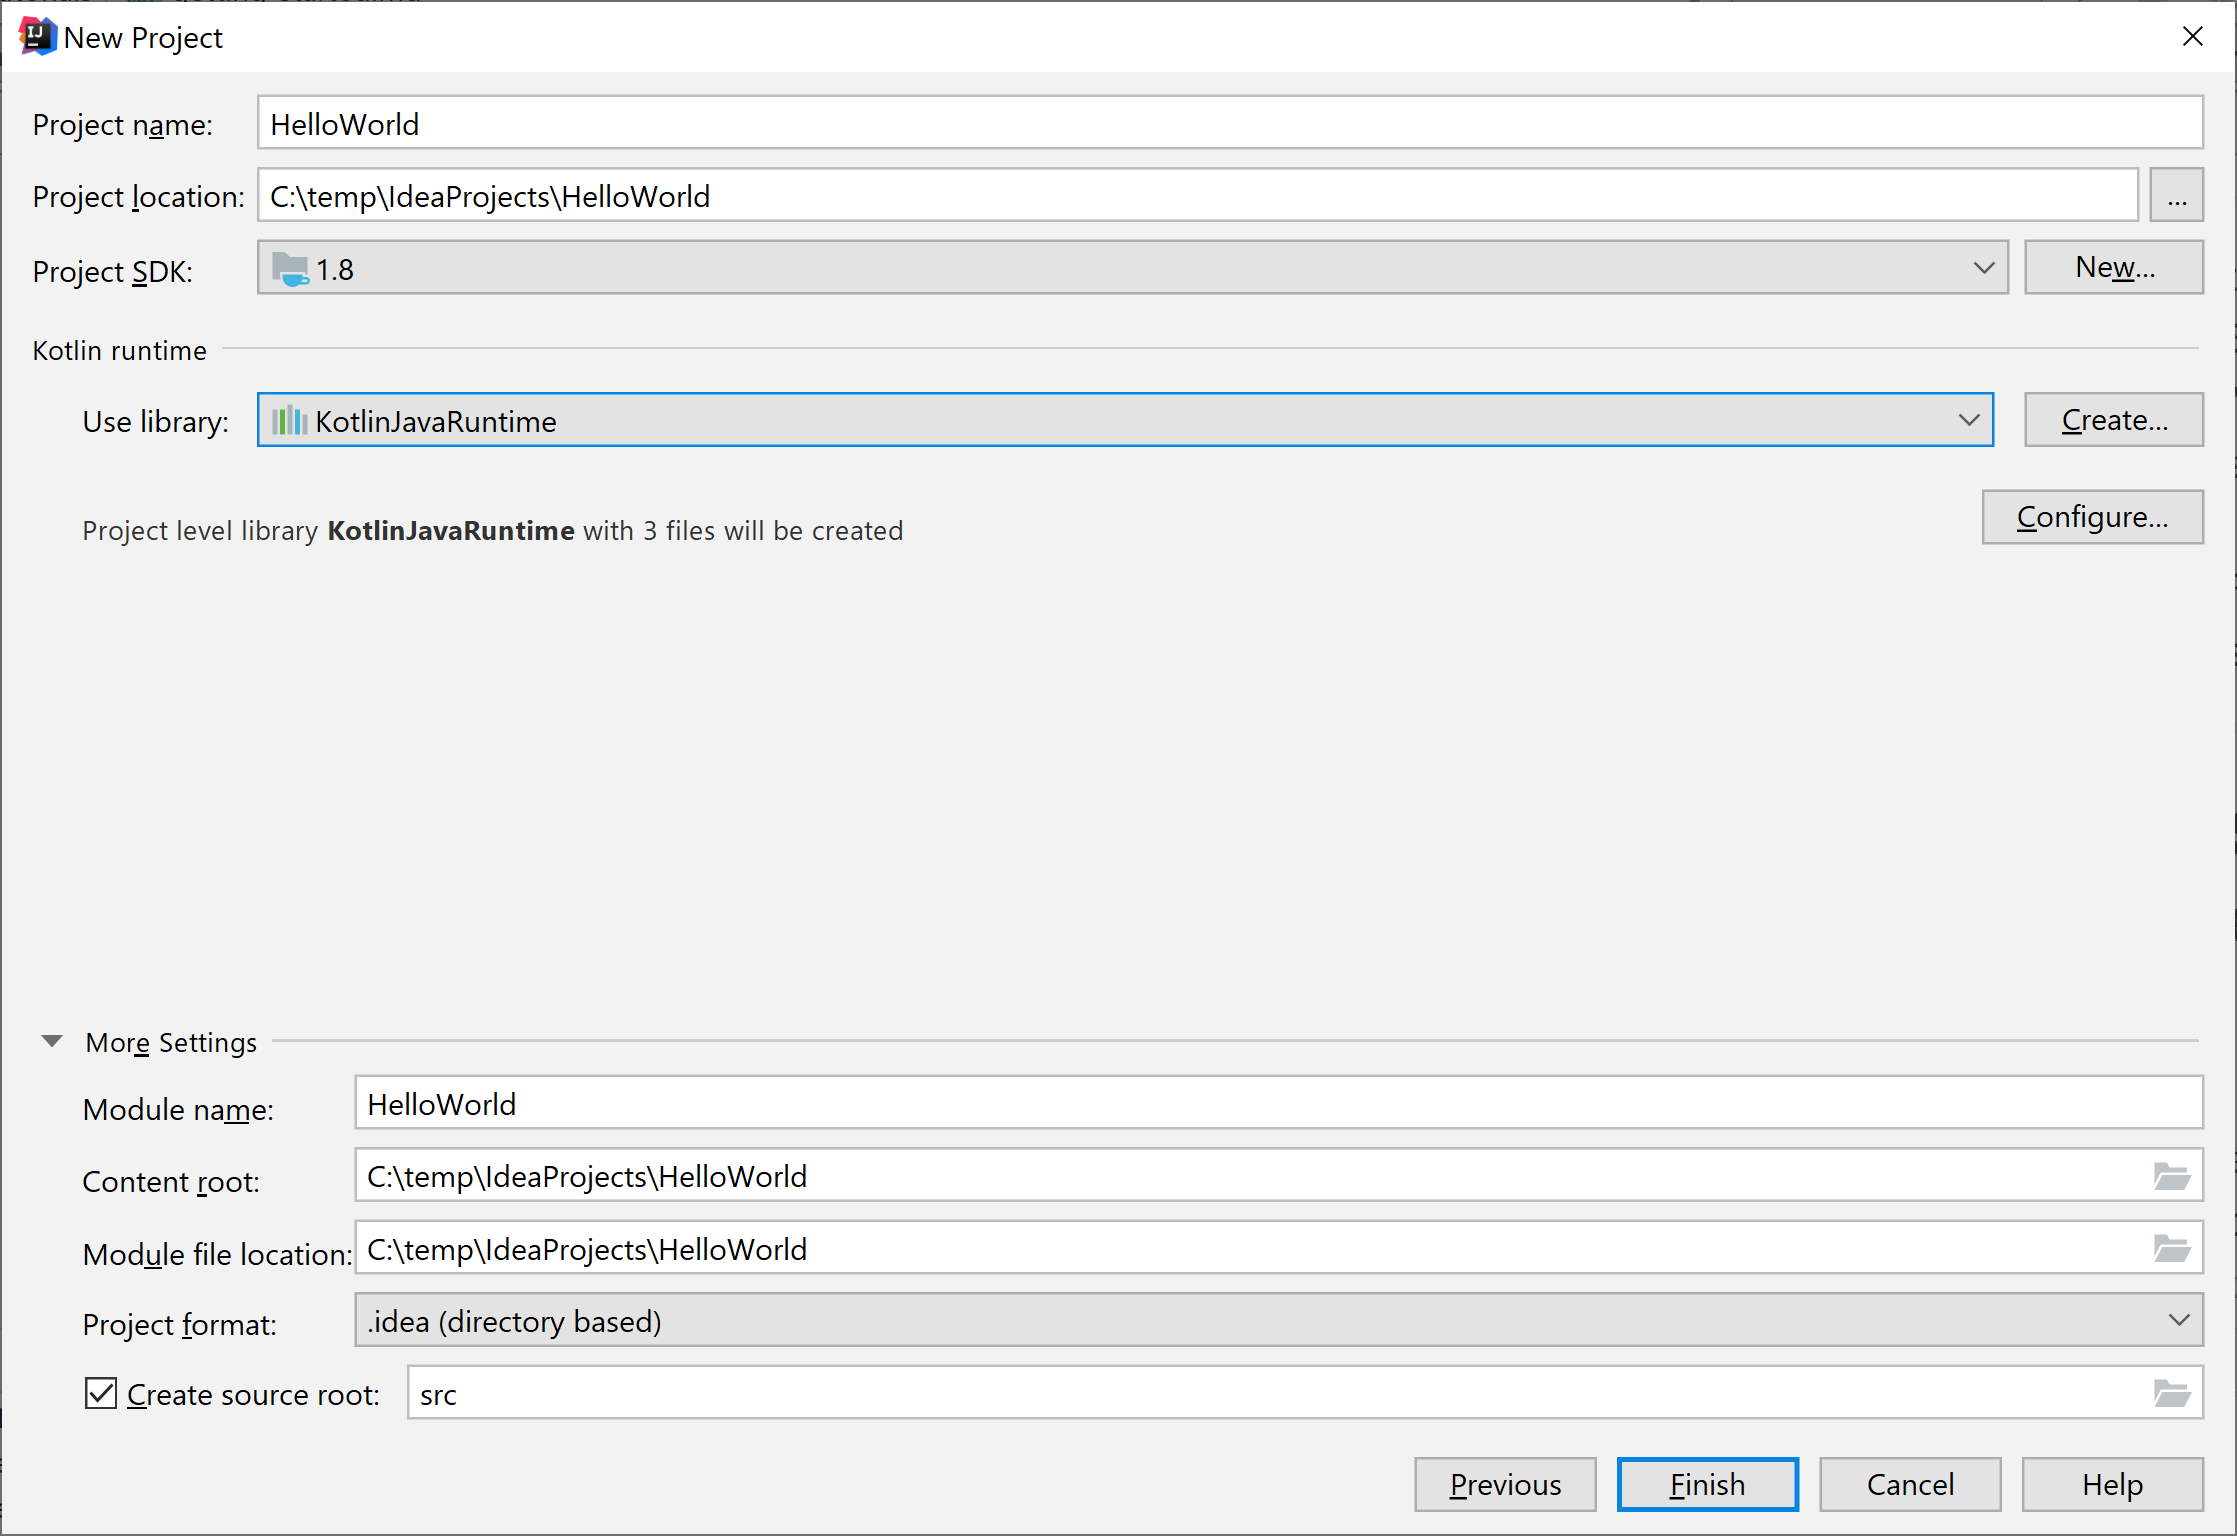 IJ New Project
Project name: HelloWorld
Project location: C:\temp\IdeaProjects\HelloWorld ...
Project SDK: 1.8 New...
Kotlin runtime
Use library: KotlinJavaRuntime Create...
Project level library KotlinJavaRuntime with 3 files will be created Configure...
More Settings
Module name: HelloWorld
Content root: C:\temp\IdeaProjects\HelloWorld
Module file location: C:\temp\IdeaProjects\HelloWorld
Project format: .idea (directory based)
Create source root: src
Previous Finish Cancel Help